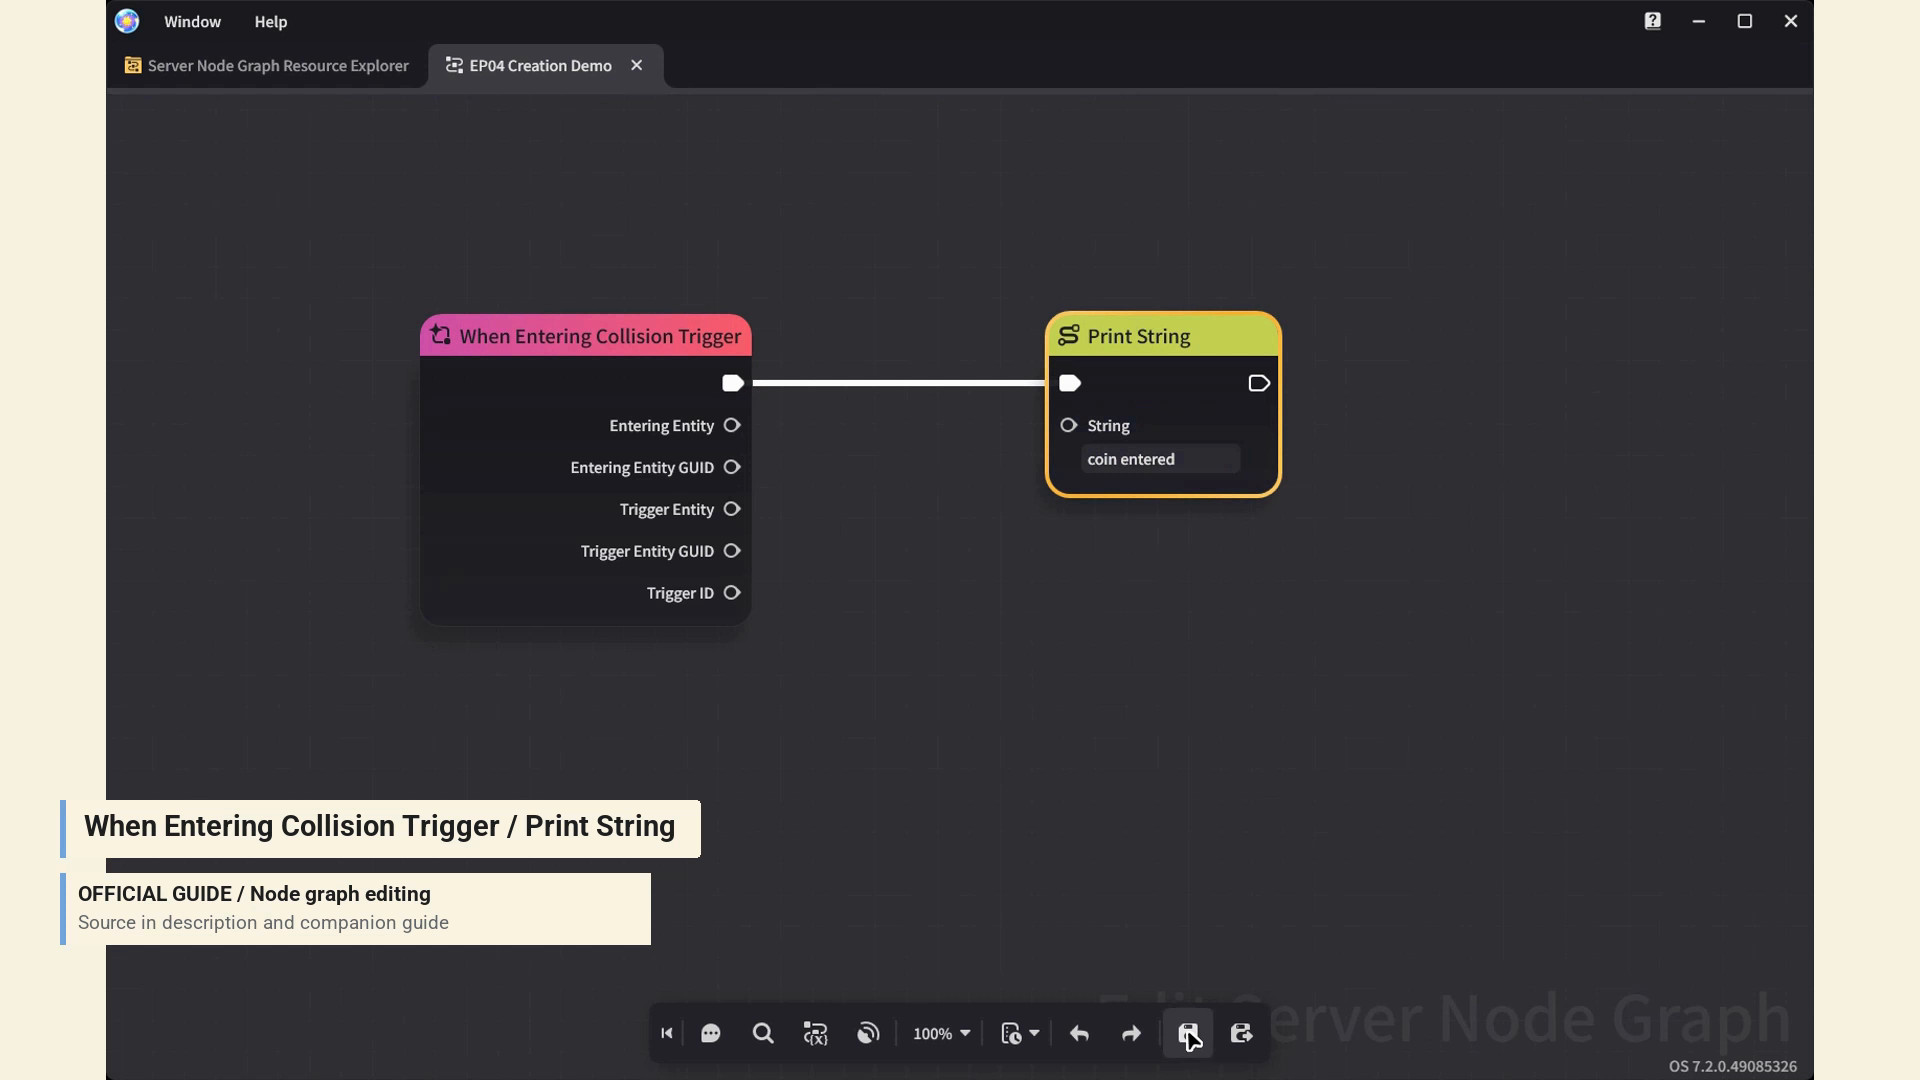 Window Help
Server Node Graph Resource Explorer EP04 Creation Demo
When Entering Collision Trigger
Entering Entity
Entering Entity GUID
Trigger Entity
Trigger Entity GUID
Trigger ID
Print String
String
coin entered
When Entering Collision Trigger / Print String
OFFICIAL GUIDE / Node graph editing
Source in description and companion guide
Edit Server Node Graph
100%
OS 7.2.0.49085326